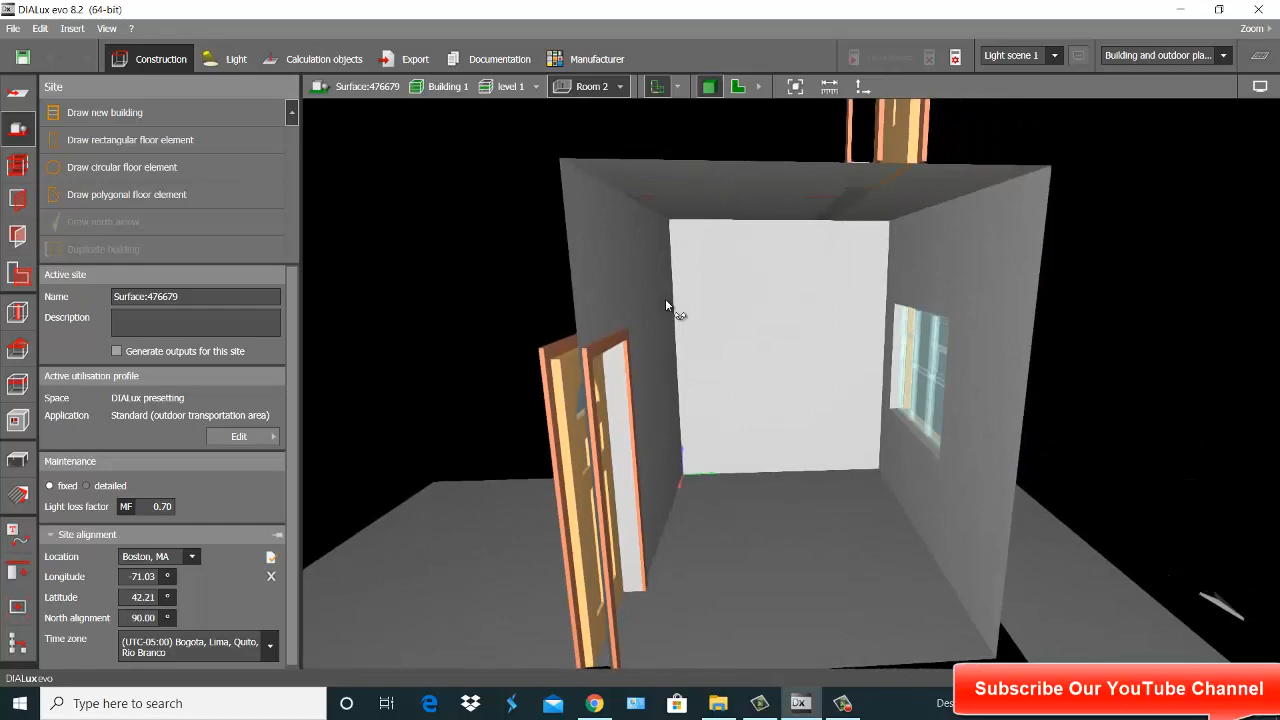 DIALux evo 8.2 (64-bit)
File Edit Insert View ?
Zoom
Construction Light Calculation objects Export Documentation Manufacturer
Light scene 1 Building and outdoor pla...
Site
Surface:476679 Building 1 level 1 Room 2
Draw new building
Draw rectangular floor element
Draw circular floor element
Draw polygonal floor element
Draw north arrow
Duplicate building
Active site
Name Surface:476679
Description
Generate outputs for this site
Active utilisation profile
Space DIALux presetting
Application Standard (outdoor transportation area)
Edit
Maintenance
fixed detailed
Light loss factor MF 0.70
Site alignment
Location Boston, MA
Longitude -71.03 °
Latitude 42.21 °
North alignment 90.00 °
Time zone (UTC-05:00) Bogota, Lima, Quito,
Rio Branco
DIALux evo
Subscribe Our YouTube Channel
Type here to search